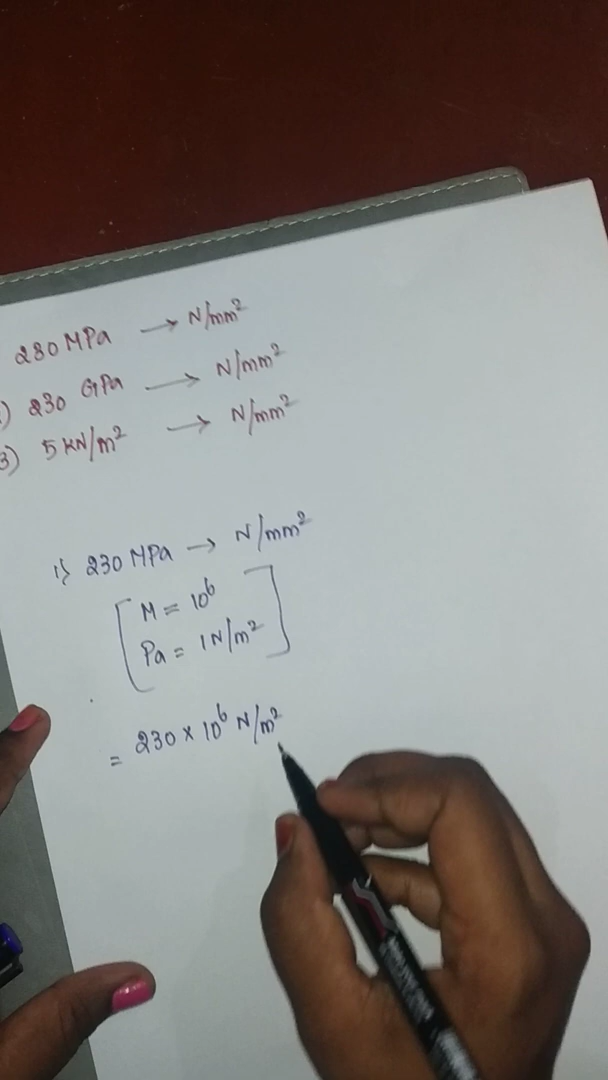 230 MPa → N/mm²
) 230 GPa → N/mm²
3) 5 KN/m² → N/mm²
1) 230 MPa → N/mm²
M = 10⁶
Pa = 1N/m²
= 230 × 10⁶ N/m²